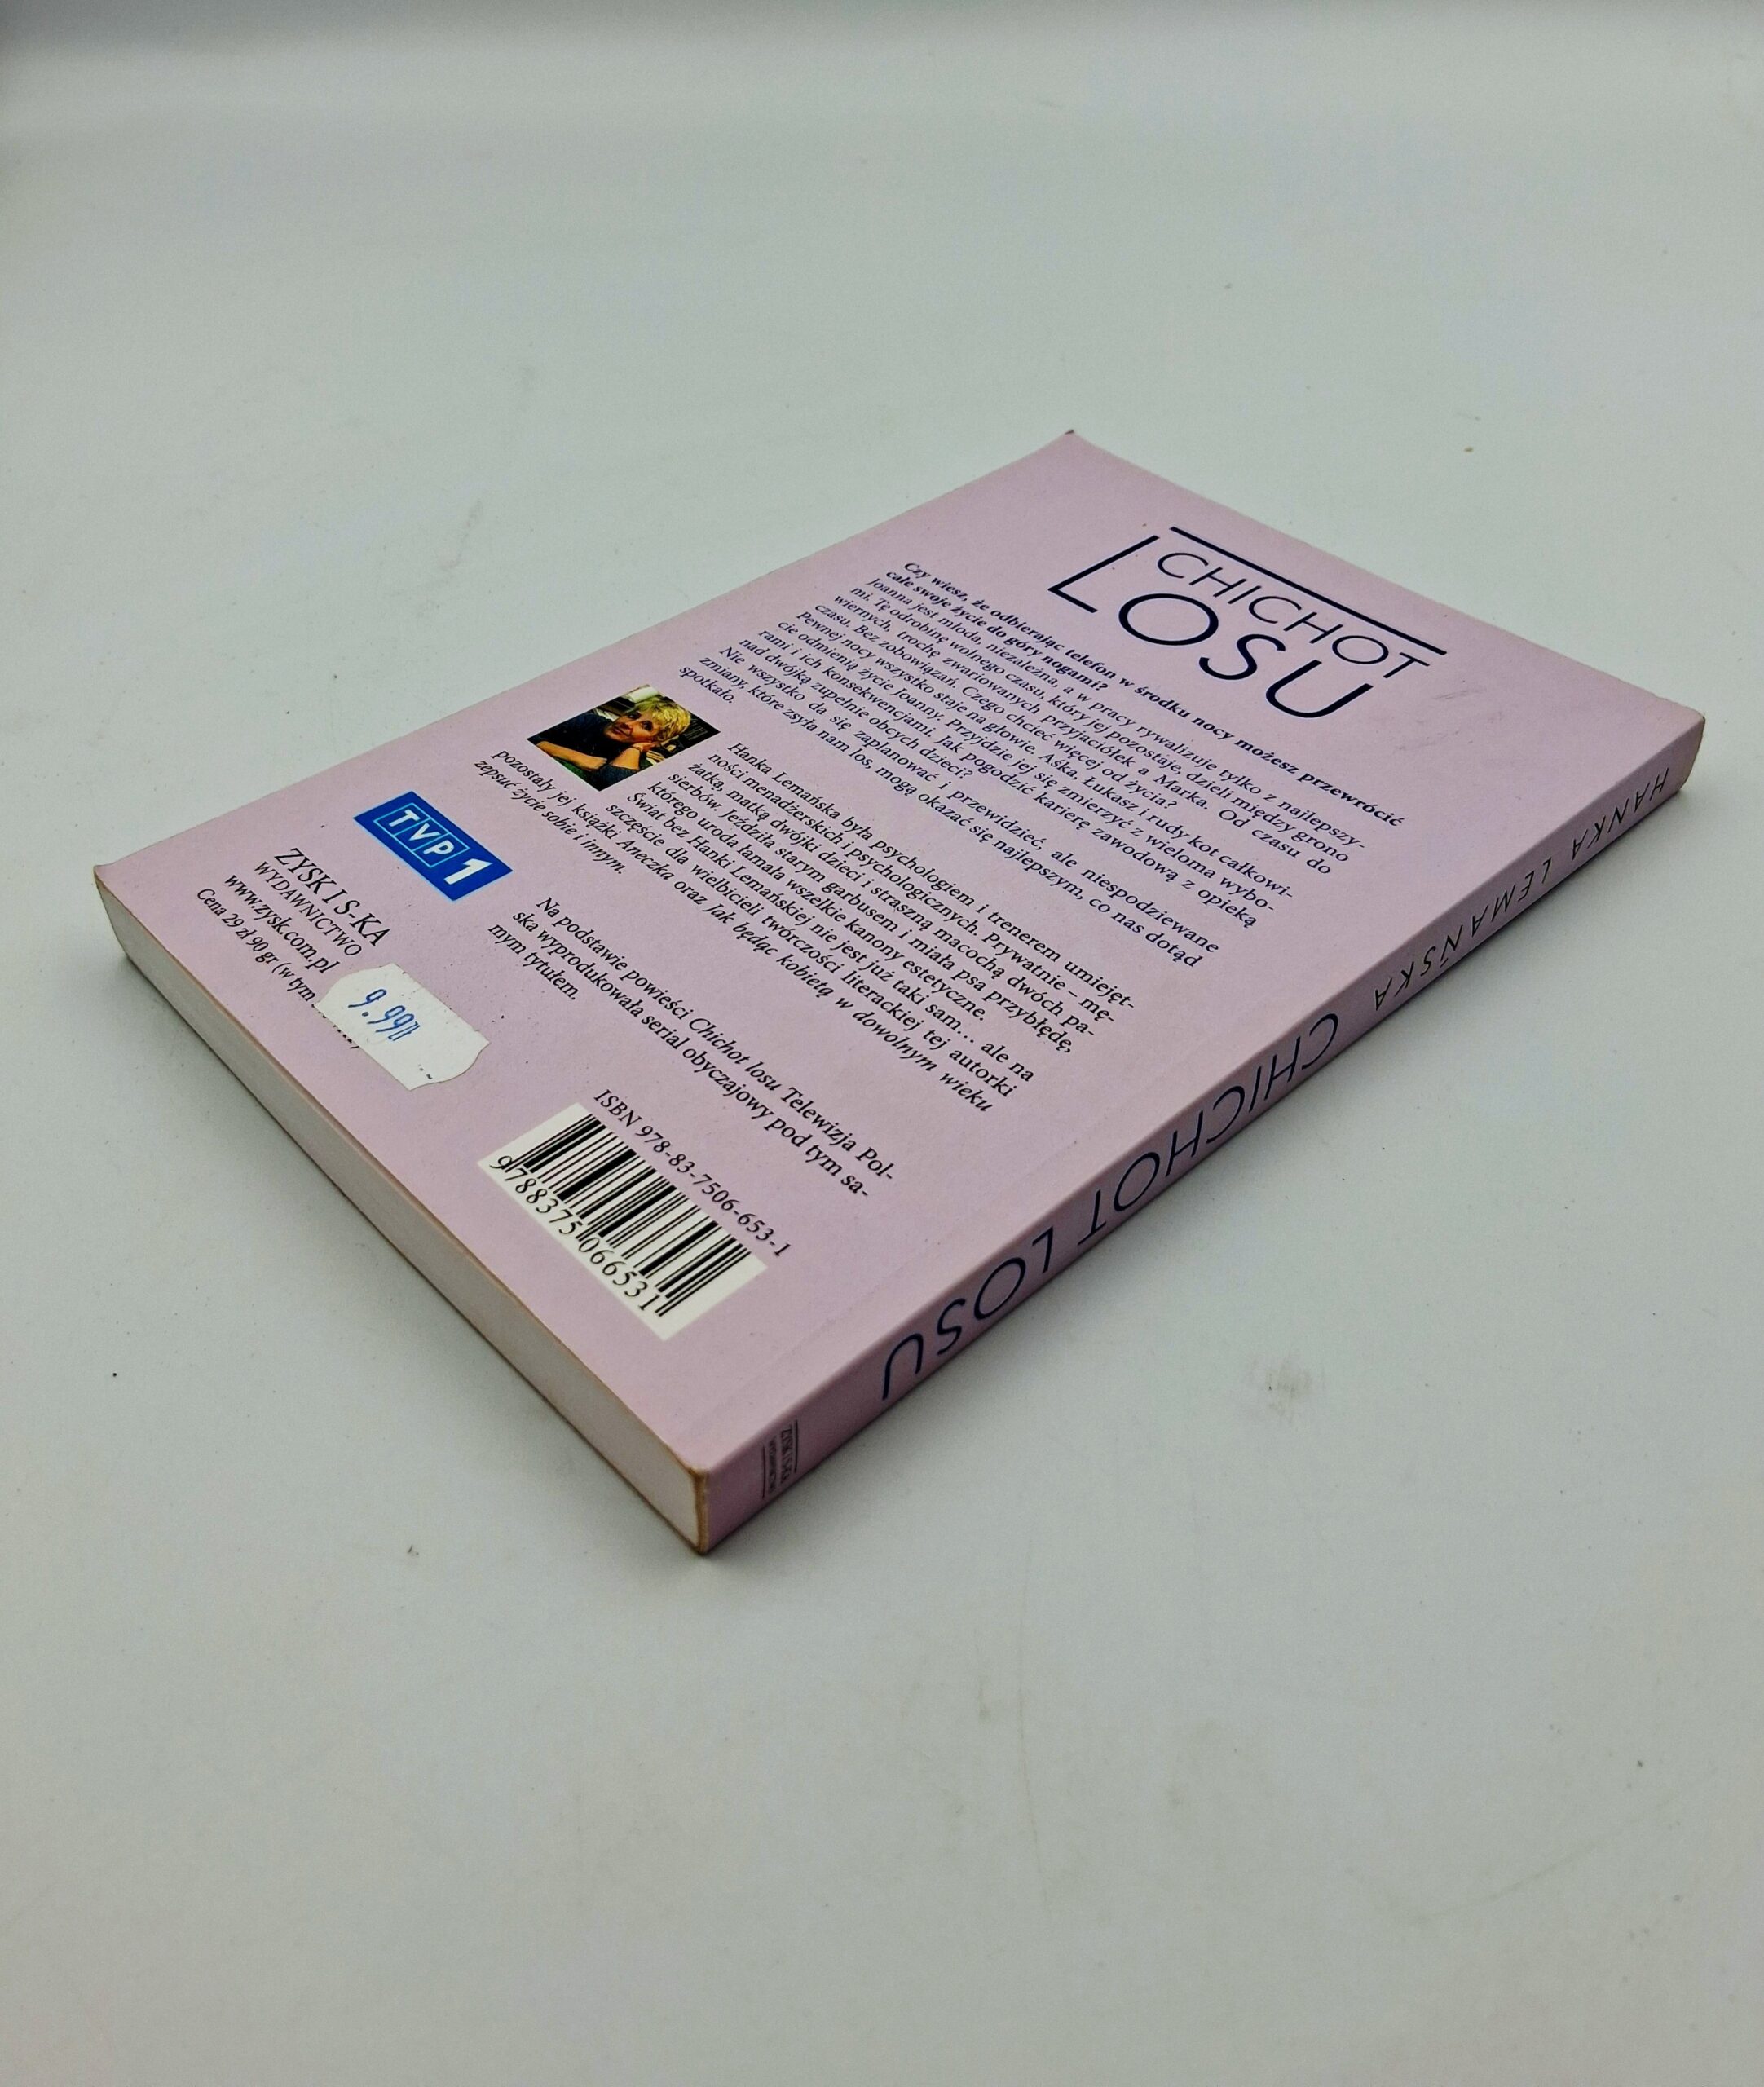 CHICHOT
LOSU
Czy wiesz, że odbierając telefon w środku nocy możesz przewrócić
całe swoje życie do góry nogami?
Joanna jest młoda, niezależna, a w pracy rywalizuje tylko z najlepszy-
mi. Tę odrobinę wolnego czasu, który jej pozostaje, dzieli między grono
wiernych, trochę zwariowanych przyjaciółek a Marka. Od czasu do
czasu. Bez zobowiązań. Czego chcieć więcej od życia?
Pewnej nocy wszystko staje na głowie. Aśka, Łukasz i rudy kot całkowi-
cie odmienią życie Joanny. Przyjdzie jej się zmierzyć z wieloma wybo-
rami i ich konsekwencjami. Jak pogodzić karierę zawodową z opieką
nad dwójką zupełnie obcych dzieci?
Nie wszystko da się zaplanować i przewidzieć, ale niespodziewane
zmiany, które zsyła nam los, mogą okazać się najlepszym, co nas dotąd
spotkało.
Hanka Lemańska była psychologiem i trenerem umiejęt-
ności menadżerskich i psychologicznych. Prywatnie – mę-
żatką, matką dwójki dzieci i straszną macochą dwóch pa-
sierbów. Jeździła starym garbusem i miała psa przybłędę,
którego uroda łamała wszelkie kanony estetyczne.
Świat bez Hanki Lemańskiej nie jest już taki sam... ale na
szczęście dla wielbicieli twórczości literackiej tej autorki
pozostały jej książki Aneczka oraz Jak będąc kobietą w dowolnym wieku
zepsuć życie sobie i innym.
TVP 1
Na podstawie powieści Chichot losu Telewizja Pol-
ska wyprodukowała serial obyczajowy pod tym sa-
mym tytułem.
ZYSK I S-KA
WYDAWNICTWO
www.zysk.com.pl
Cena 29 zł 90 gr (w tym
9.99zł
ISBN 978-83-7506-653-1
9788375066531
HANKA LEMAŃSKA CHICHOT LOSU
ZYSK I S-KA
WYDAWNICTWO